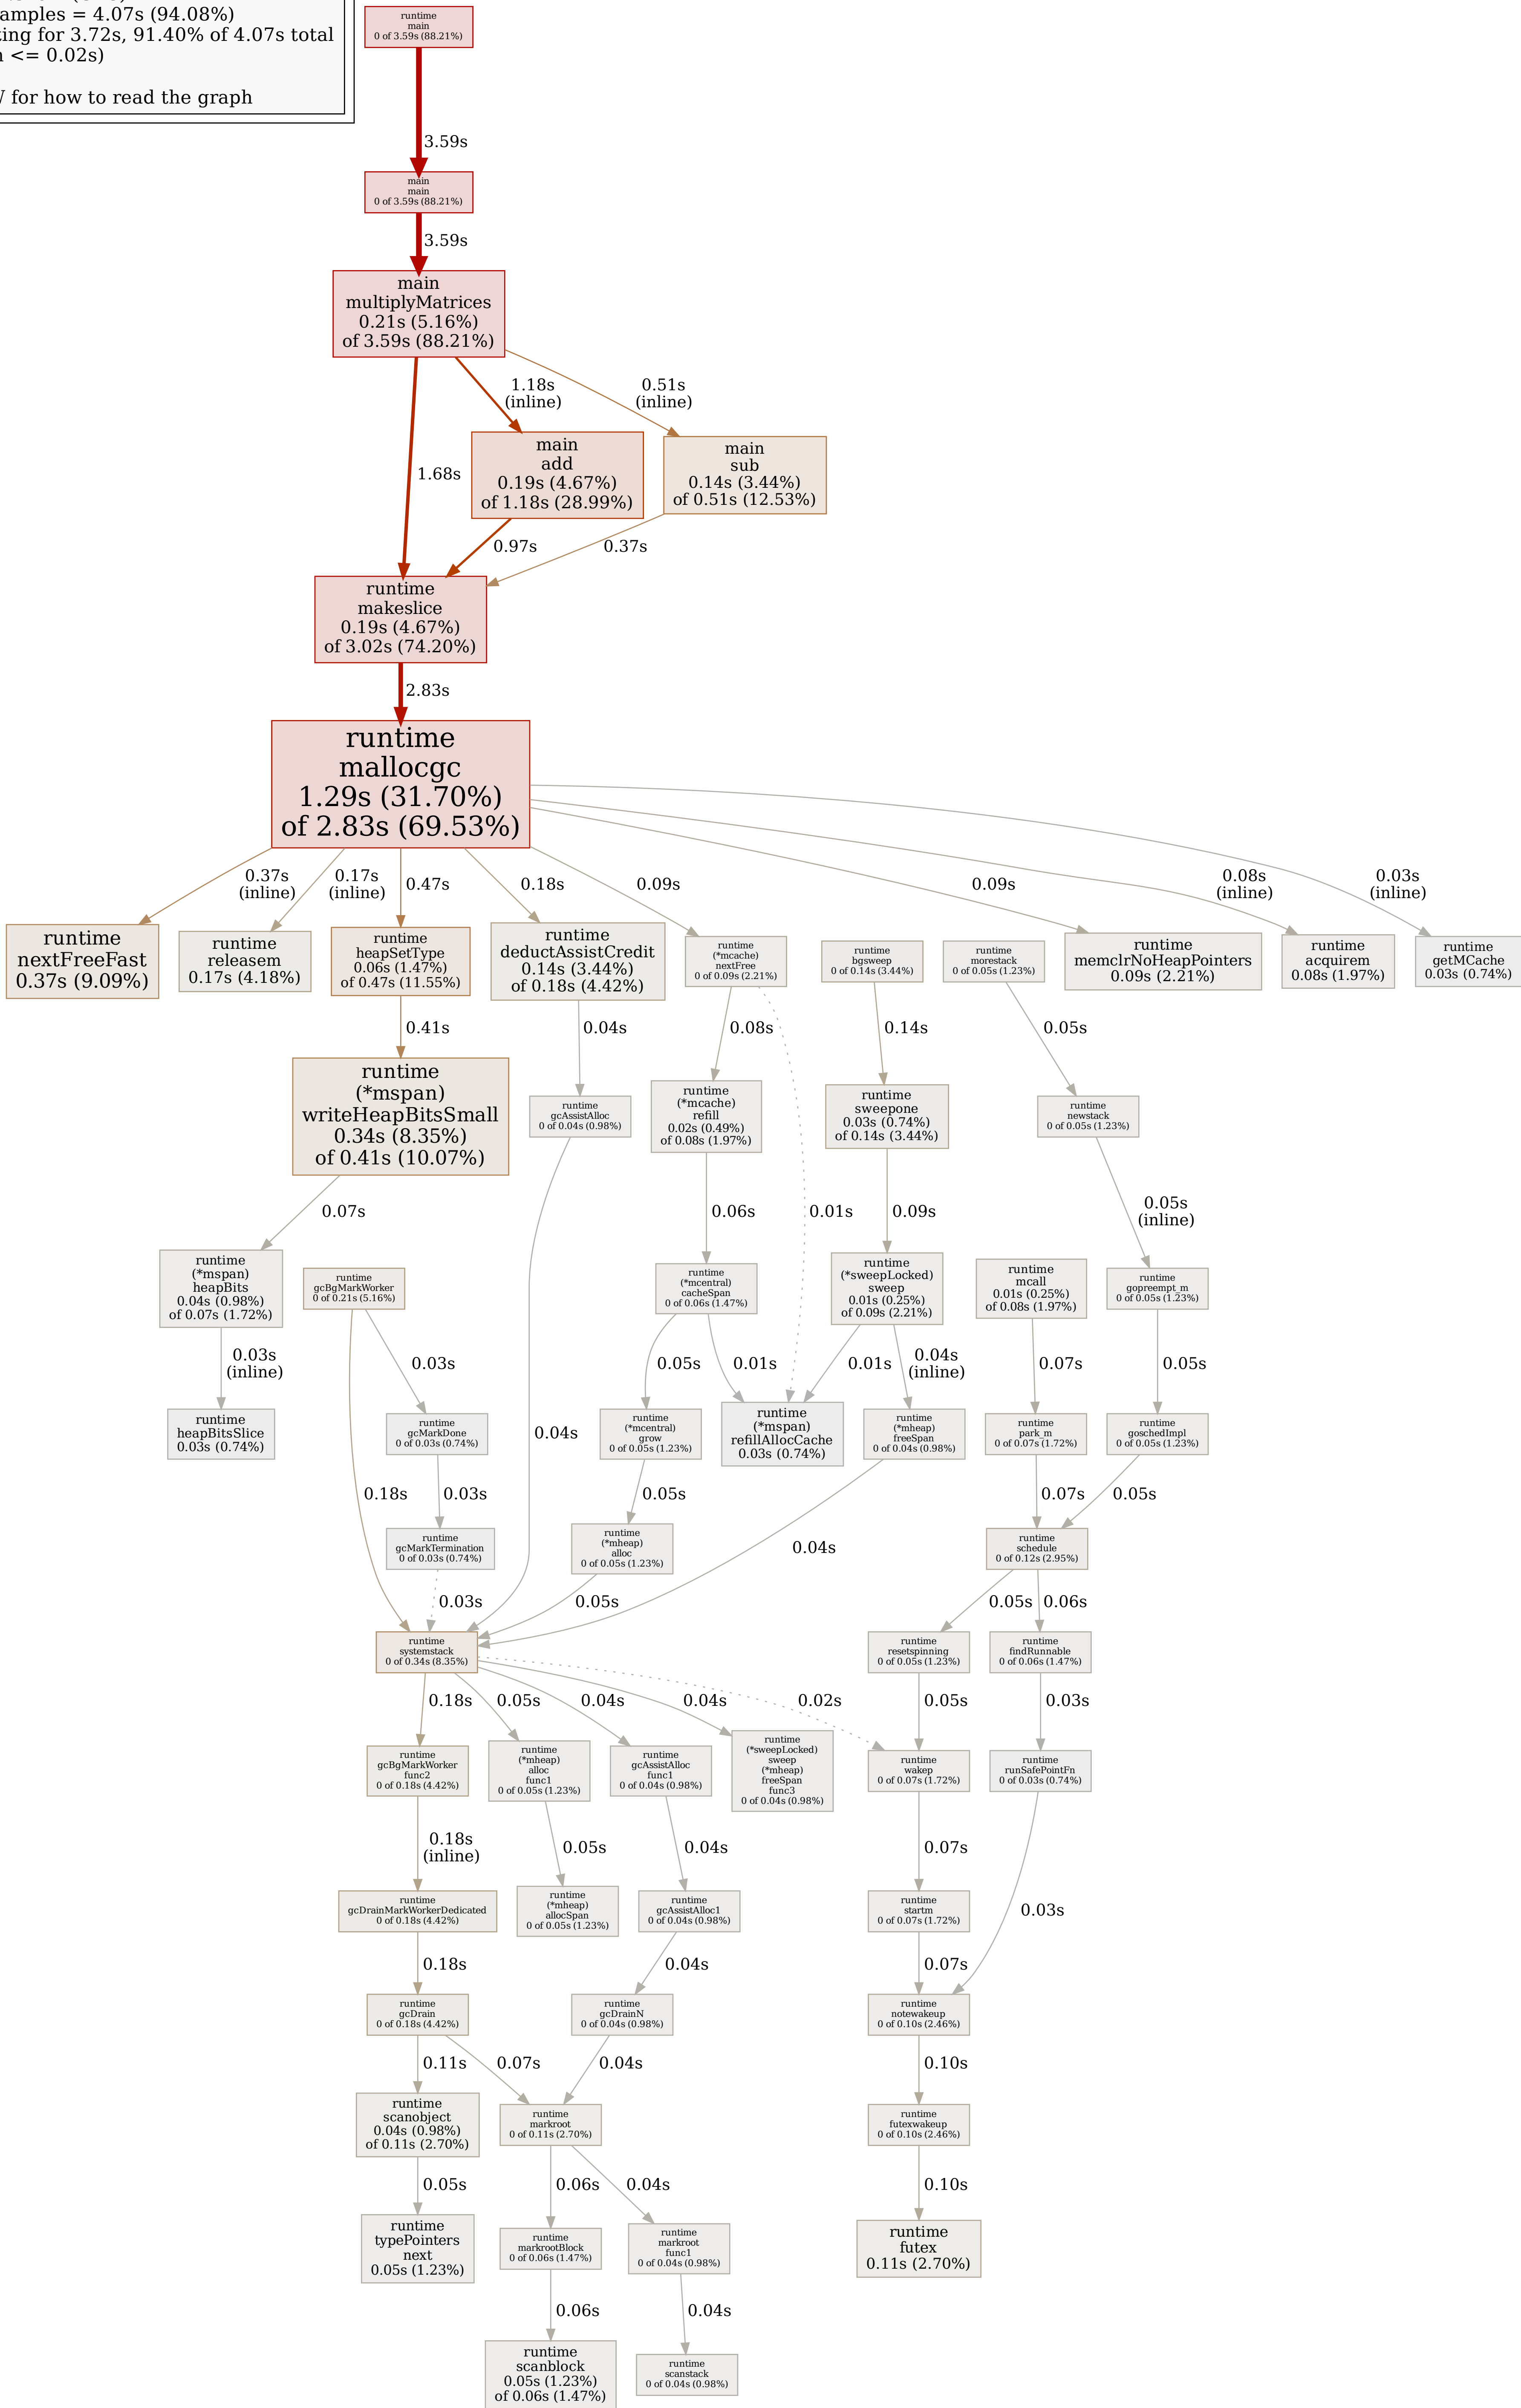 amples = 4.07s (94.08%)
ting for 3.72s, 91.40% of 4.07s total
<= 0.02s)
for how to read the graph
runtime
main
0 of 3.59s (88.21%)
3.59s
main
main
0 of 3.59s (88.21%)
3.59s
main
multiplyMatrices
0.21s (5.16%)
of 3.59s (88.21%)
1.18s
(inline)
0.51s
(inline)
1.68s
main
add
0.19s (4.67%)
of 1.18s (28.99%)
main
sub
0.14s (3.44%)
of 0.51s (12.53%)
0.97s
0.37s
runtime
makeslice
0.19s (4.67%)
of 3.02s (74.20%)
2.83s
runtime
mallocgc
1.29s (31.70%)
of 2.83s (69.53%)
0.37s
(inline)
0.17s
(inline)
0.47s
0.18s
0.09s
0.09s
0.08s
(inline)
0.03s
(inline)
runtime
nextFreeFast
0.37s (9.09%)
runtime
releasem
0.17s (4.18%)
runtime
heapSetType
0.06s (1.47%)
of 0.47s (11.55%)
runtime
deductAssistCredit
0.14s (3.44%)
of 0.18s (4.42%)
runtime
(*mcache)
nextFree
0 of 0.09s (2.21%)
runtime
bgsweep
0 of 0.14s (3.44%)
runtime
morestack
0 of 0.05s (1.23%)
runtime
memclrNoHeapPointers
0.09s (2.21%)
runtime
acquirem
0.08s (1.97%)
runtime
getMCache
0.03s (0.74%)
0.41s
0.04s
0.08s
0.14s
0.05s
runtime
(*mspan)
writeHeapBitsSmall
0.34s (8.35%)
of 0.41s (10.07%)
runtime
gcAssistAlloc
0 of 0.04s (0.98%)
runtime
(*mcache)
refill
0.02s (0.49%)
of 0.08s (1.97%)
runtime
sweepone
0.03s (0.74%)
of 0.14s (3.44%)
runtime
newstack
0 of 0.05s (1.23%)
0.07s
0.06s
0.01s
0.09s
0.05s
(inline)
runtime
(*mspan)
heapBits
0.04s (0.98%)
of 0.07s (1.72%)
runtime
gcBgMarkWorker
0 of 0.21s (5.16%)
runtime
(*mcentral)
cacheSpan
0 of 0.06s (1.47%)
runtime
(*sweepLocked)
sweep
0.01s (0.25%)
of 0.09s (2.21%)
runtime
mcall
0.01s (0.25%)
of 0.08s (1.97%)
runtime
gopreempt_m
0 of 0.05s (1.23%)
0.03s
(inline)
0.03s
0.05s
0.01s
0.01s
0.04s
(inline)
0.07s
0.05s
runtime
heapBitsSlice
0.03s (0.74%)
runtime
gcMarkDone
0 of 0.03s (0.74%)
0.04s
runtime
(*mcentral)
grow
0 of 0.05s (1.23%)
runtime
(*mspan)
refillAllocCache
0.03s (0.74%)
runtime
(*mheap)
freeSpan
0 of 0.04s (0.98%)
runtime
park_m
0 of 0.07s (1.72%)
runtime
goschedImpl
0 of 0.05s (1.23%)
0.18s
0.03s
0.05s
0.04s
0.07s
0.05s
runtime
gcMarkTermination
0 of 0.03s (0.74%)
runtime
(*mheap)
alloc
0 of 0.05s (1.23%)
runtime
schedule
0 of 0.12s (2.95%)
0.03s
0.05s
0.05s
0.06s
runtime
systemstack
0 of 0.34s (8.35%)
runtime
resetspinning
0 of 0.05s (1.23%)
runtime
findRunnable
0 of 0.06s (1.47%)
0.18s
0.05s
0.04s
0.04s
0.02s
0.05s
0.03s
runtime
gcBgMarkWorker
func2
0 of 0.18s (4.42%)
runtime
(*mheap)
alloc
func1
0 of 0.05s (1.23%)
runtime
gcAssistAlloc
func1
0 of 0.04s (0.98%)
runtime
(*sweepLocked)
sweep
(*mheap)
freeSpan
func3
0 of 0.04s (0.98%)
runtime
wakep
0 of 0.07s (1.72%)
runtime
runSafePointFn
0 of 0.03s (0.74%)
0.18s
(inline)
0.05s
0.04s
0.07s
0.03s
runtime
gcDrainMarkWorkerDedicated
0 of 0.18s (4.42%)
runtime
(*mheap)
allocSpan
0 of 0.05s (1.23%)
runtime
gcAssistAlloc1
0 of 0.04s (0.98%)
runtime
startm
0 of 0.07s (1.72%)
0.18s
0.04s
0.07s
runtime
gcDrain
0 of 0.18s (4.42%)
runtime
gcDrainN
0 of 0.04s (0.98%)
runtime
notewakeup
0 of 0.10s (2.46%)
0.11s
0.07s
0.04s
0.10s
runtime
scanobject
0.04s (0.98%)
of 0.11s (2.70%)
runtime
markroot
0 of 0.11s (2.70%)
runtime
futexwakeup
0 of 0.10s (2.46%)
0.05s
0.06s
0.04s
0.10s
runtime
typePointers
next
0.05s (1.23%)
runtime
markrootBlock
0 of 0.06s (1.47%)
runtime
markroot
func1
0 of 0.04s (0.98%)
runtime
futex
0.11s (2.70%)
0.06s
0.04s
runtime
scanblock
0.05s (1.23%)
of 0.06s (1.47%)
runtime
scanstack
0 of 0.04s (0.98%)